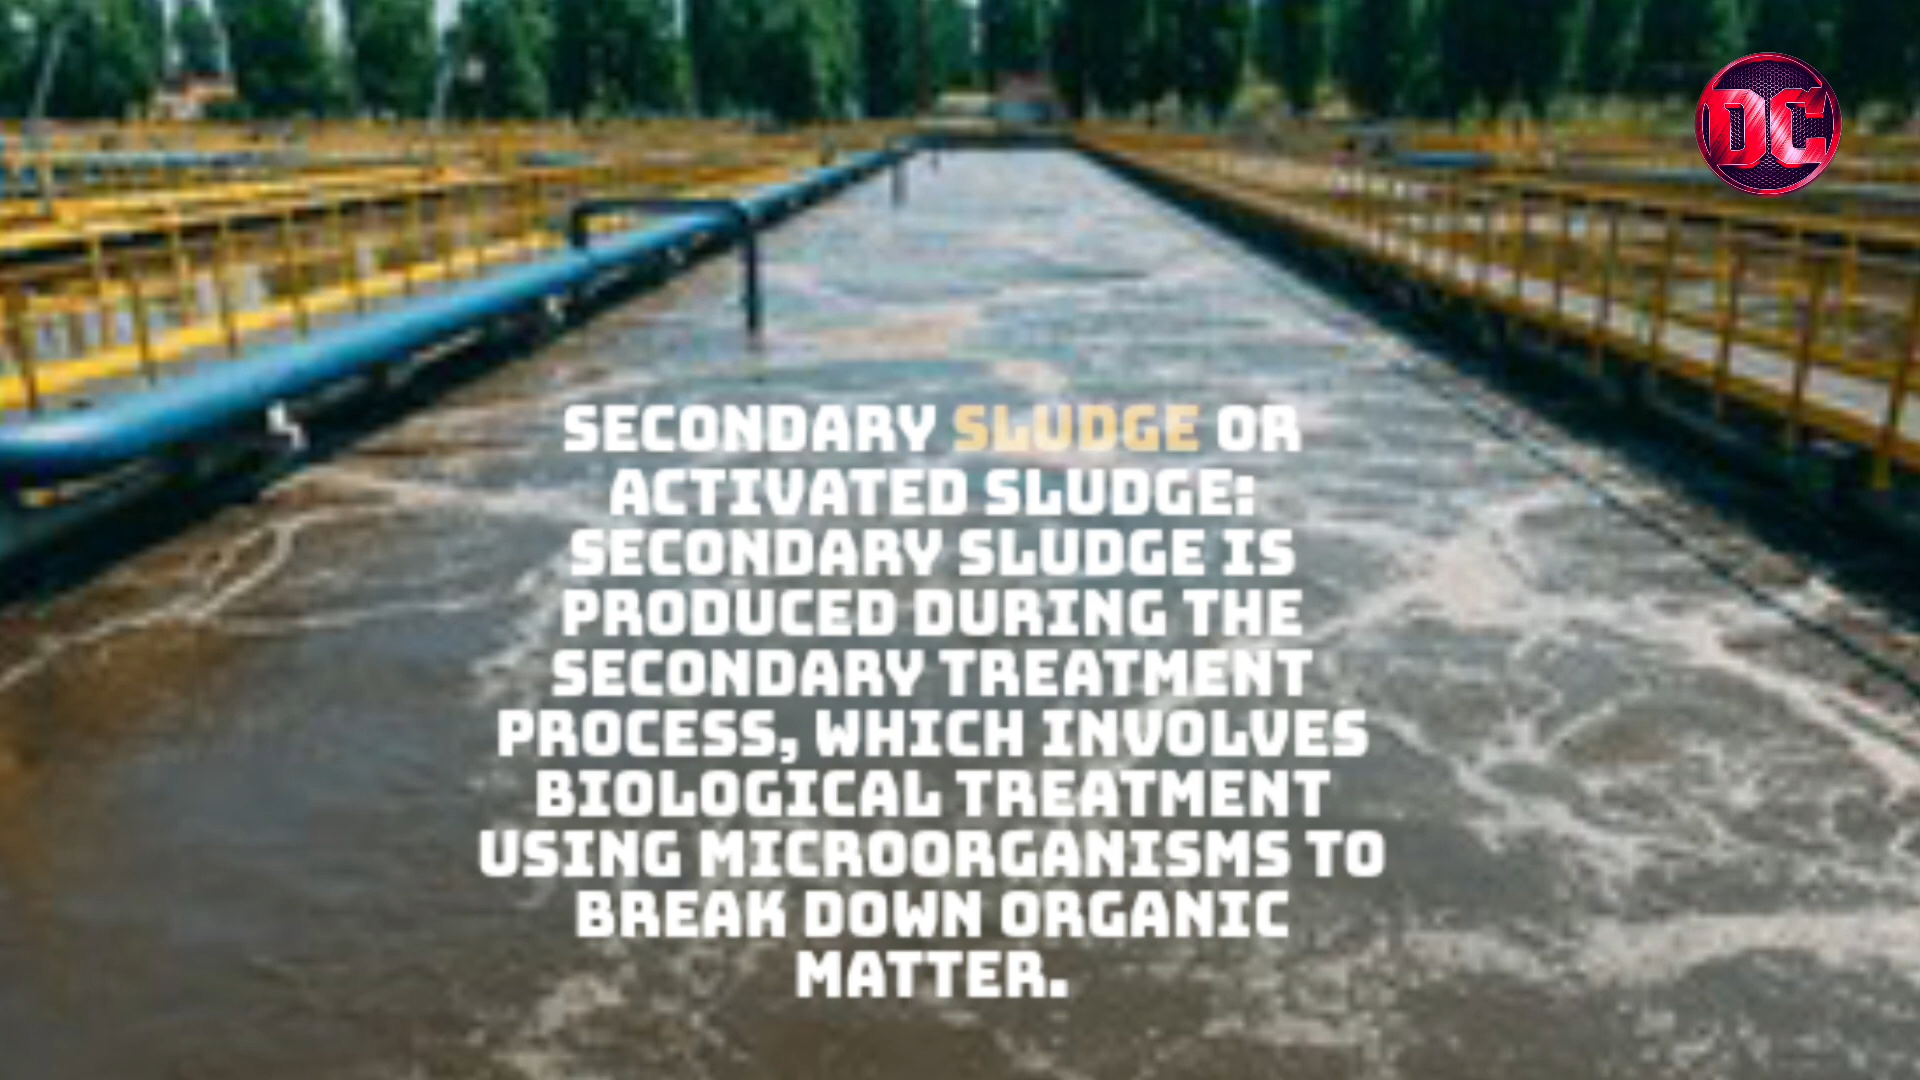 DC
SECONDARY SLUDGE OR
ACTIVATED SLUDGE:
SECONDARY SLUDGE IS
PRODUCED DURING THE
SECONDARY TREATMENT
PROCESS, WHICH INVOLVES
BIOLOGICAL TREATMENT
USING MICROORGANISMS TO
BREAK DOWN ORGANIC
MATTER.